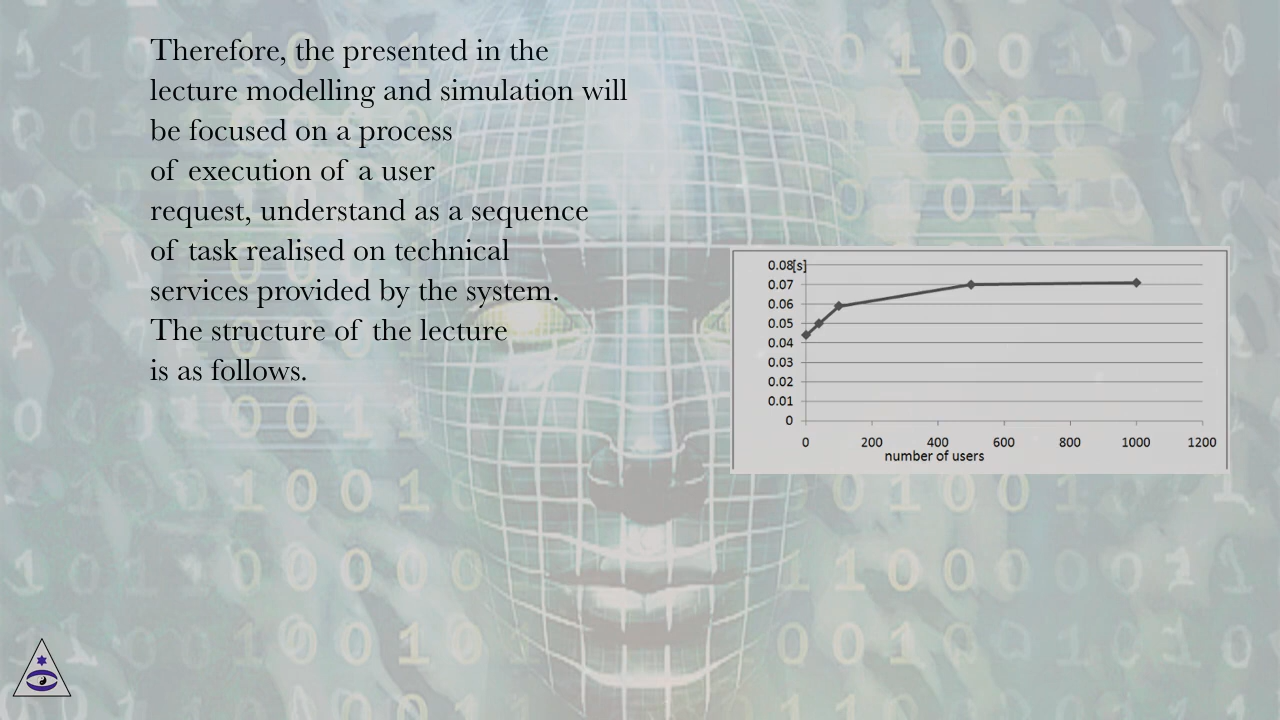 Therefore, the presented in the
lecture modelling and simulation will
be focused on a process
of execution of a user
request, understand as a sequence
of task realised on technical
services provided by the system.
The structure of the lecture
is as follows.
0.08[s]
0.07
0.06
0.05
0.04
0.03
0.02
0.01
0
0 200 400 600 800 1000 1200
number of users